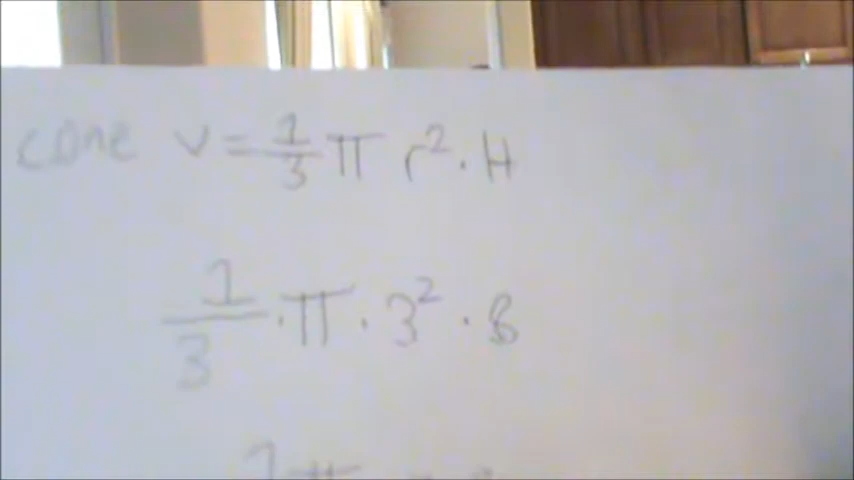 cone V = 1/3 π r² · H
1/3 · π · 3² · 8